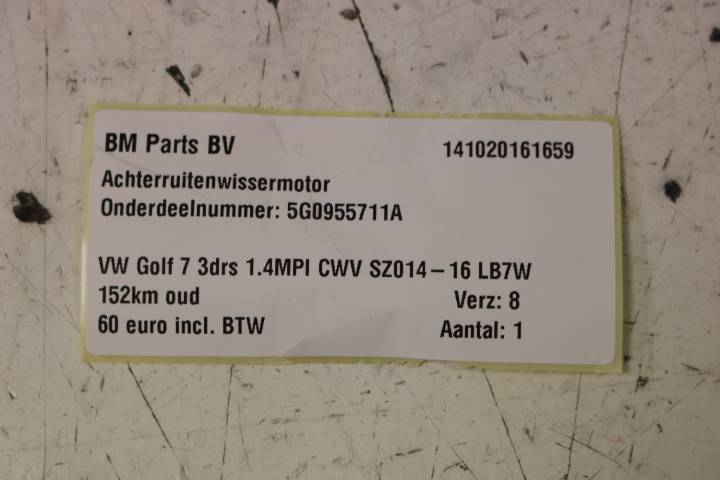 BM Parts BV 141020161659
Achterruitenwissermotor
Onderdeelnummer: 5G0955711A
VW Golf 7 3drs 1.4MPI CWV SZ014-16 LB7W
152km oud Verz: 8
60 euro incl. BTW Aantal: 1